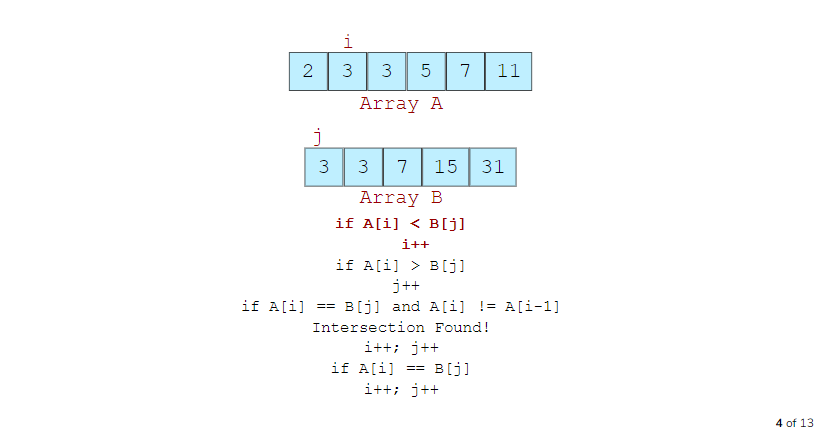 i
2 3 3 5 7 11
Array A
j
3 3 7 15 31
Array B
if A[i] < B[j]
i++
if A[i] > B[j]
j++
if A[i] == B[j] and A[i] != A[i-1]
Intersection Found!
i++; j++
if A[i] == B[j]
i++; j++
4 of 13